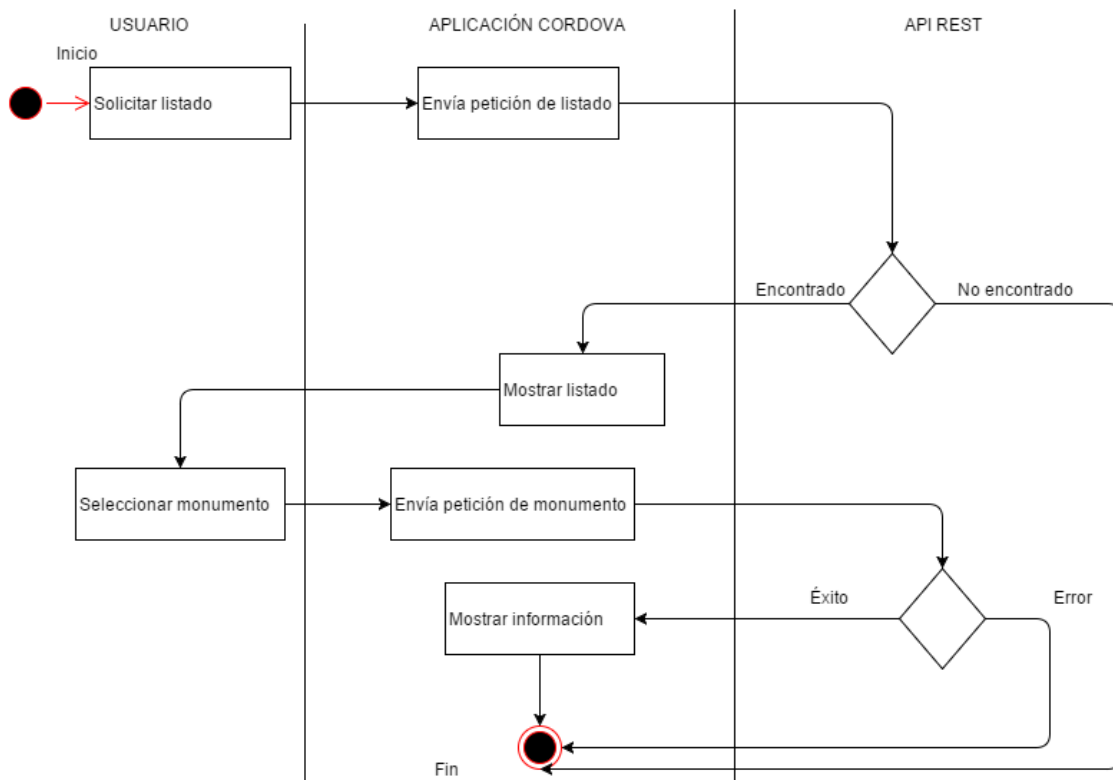 USUARIO
APLICACIÓN CORDOVA
API REST
Inicio
Solicitar listado
Envía petición de listado
Encontrado
No encontrado
Mostrar listado
Seleccionar monumento
Envía petición de monumento
Éxito
Error
Mostrar información
Fin